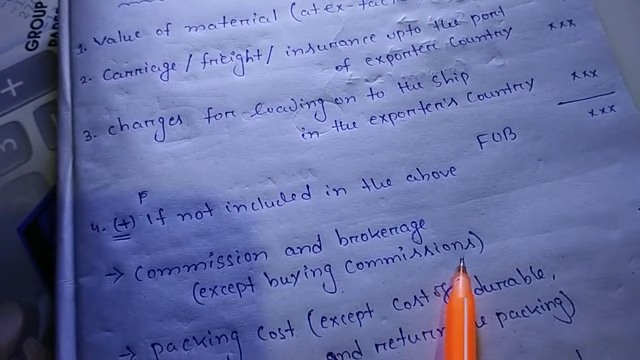 GROUP
1. Value of material (at ex-fac
2. Carriage / freight / insurance upto the port
of exporter country xxx
3. charges for loading on to the ship
in the exporter's country xxx
FOB xxx
4. (+) If not included in the above
→ commission and brokerage
(except buying commissions)
→ packing cost (except cost of durable,
and return packing)